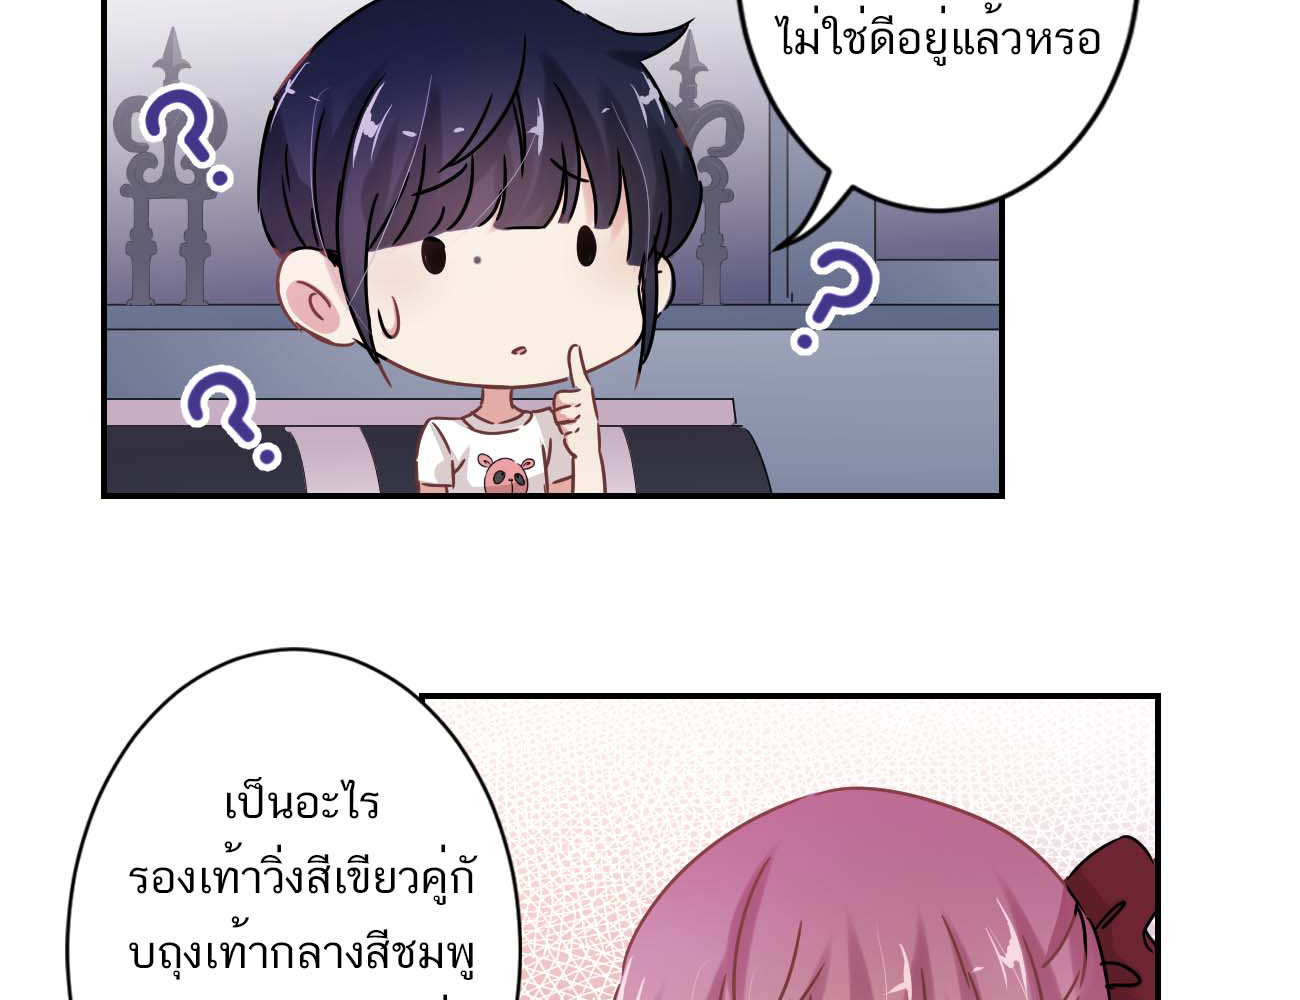 ไม่ใช่ดีอยู่แล้วหรอ
เป็นอะไร
รองเท้าวิ่งสีเขียวคู่กั
บถุงเท้ากลางสีชมพู